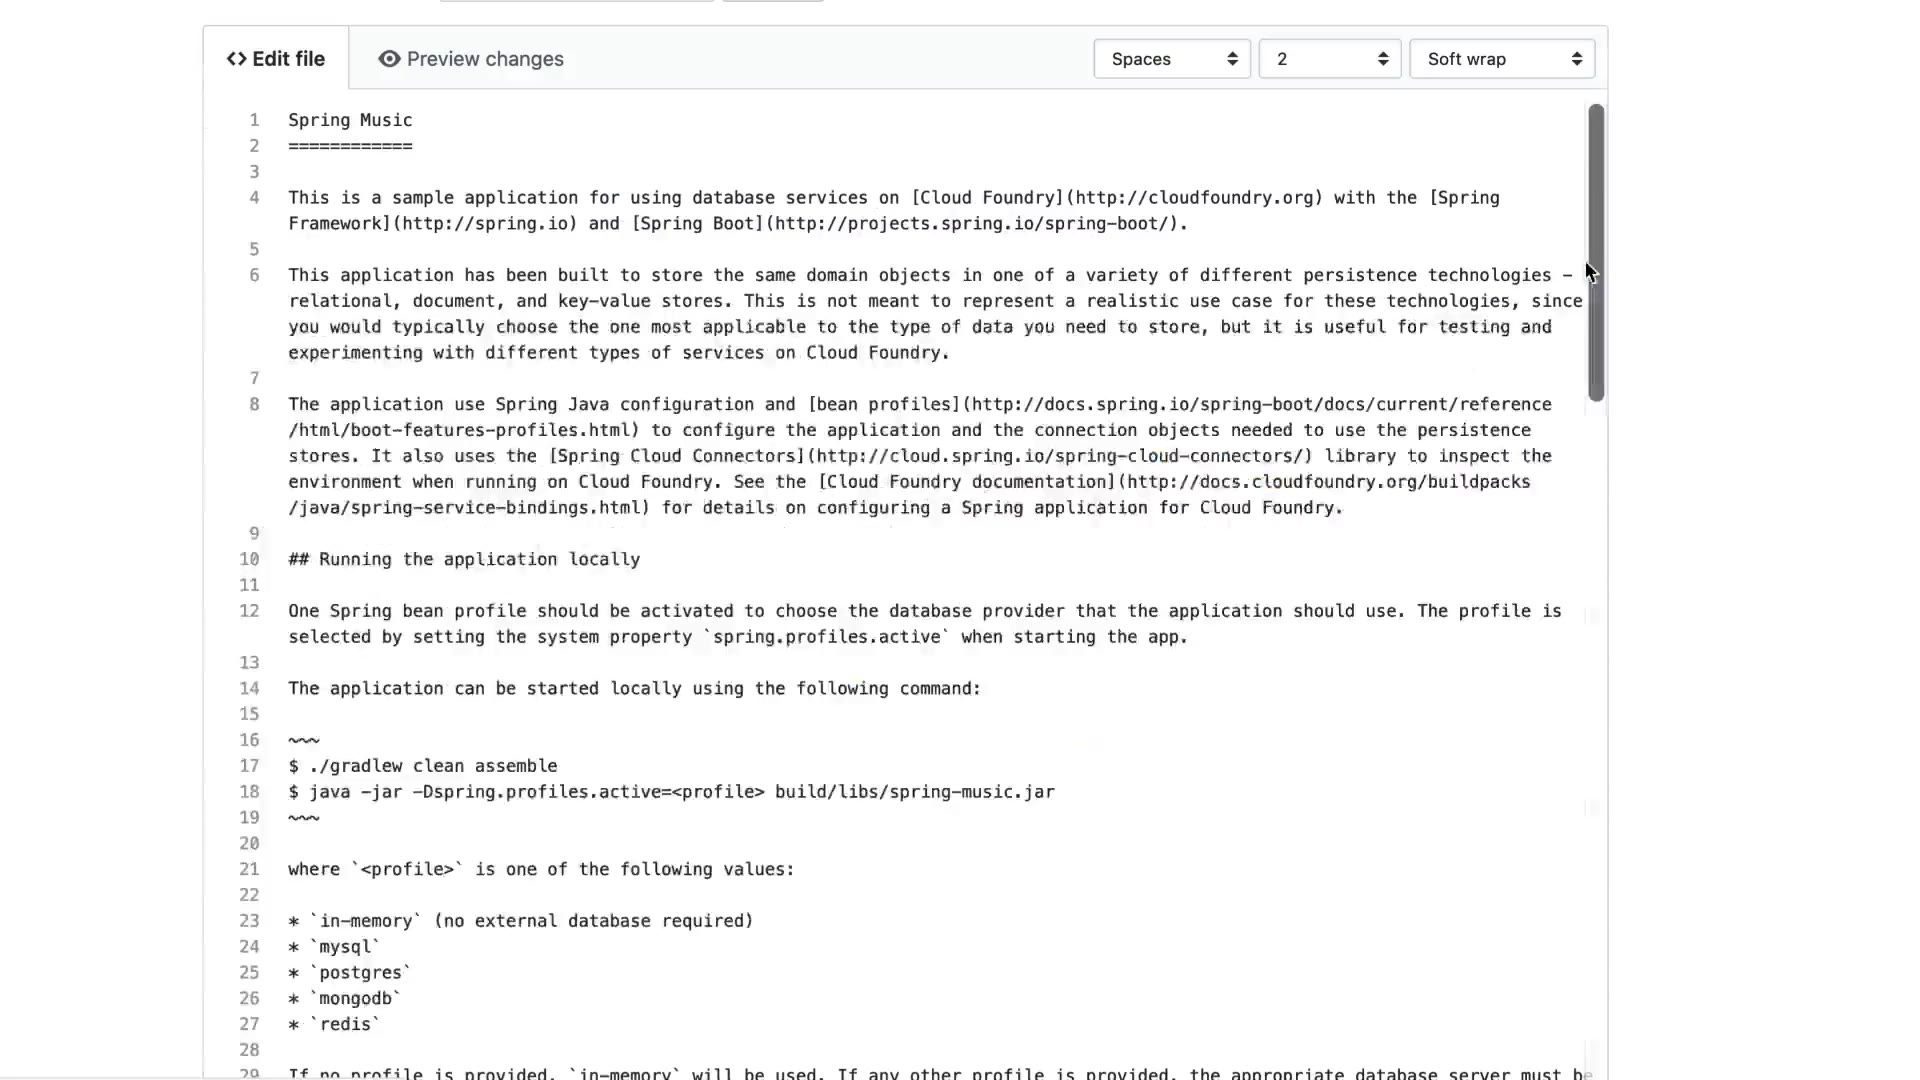 <> Edit file Preview changes Spaces 2 Soft wrap
1 Spring Music
2 ============
3
4 This is a sample application for using database services on [Cloud Foundry](http://cloudfoundry.org) with the [Spring
Framework](http://spring.io) and [Spring Boot](http://projects.spring.io/spring-boot/).
5
6 This application has been built to store the same domain objects in one of a variety of different persistence technologies -
relational, document, and key-value stores. This is not meant to represent a realistic use case for these technologies, since
you would typically choose the one most applicable to the type of data you need to store, but it is useful for testing and
experimenting with different types of services on Cloud Foundry.
7
8 The application use Spring Java configuration and [bean profiles](http://docs.spring.io/spring-boot/docs/current/reference
/html/boot-features-profiles.html) to configure the application and the connection objects needed to use the persistence
stores. It also uses the [Spring Cloud Connectors](http://cloud.spring.io/spring-cloud-connectors/) library to inspect the
environment when running on Cloud Foundry. See the [Cloud Foundry documentation](http://docs.cloudfoundry.org/buildpacks
/java/spring-service-bindings.html) for details on configuring a Spring application for Cloud Foundry.
9
10 ## Running the application locally
11
12 One Spring bean profile should be activated to choose the database provider that the application should use. The profile is
selected by setting the system property `spring.profiles.active` when starting the app.
13
14 The application can be started locally using the following command:
15
16 ~~~
17 $ ./gradlew clean assemble
18 $ java -jar -Dspring.profiles.active=<profile> build/libs/spring-music.jar
19 ~~~
20
21 where `<profile>` is one of the following values:
22
23 * `in-memory` (no external database required)
24 * `mysql`
25 * `postgres`
26 * `mongodb`
27 * `redis`
28
29 If no profile is provided, `in-memory` will be used. If any other profile is provided, the appropriate database server must be